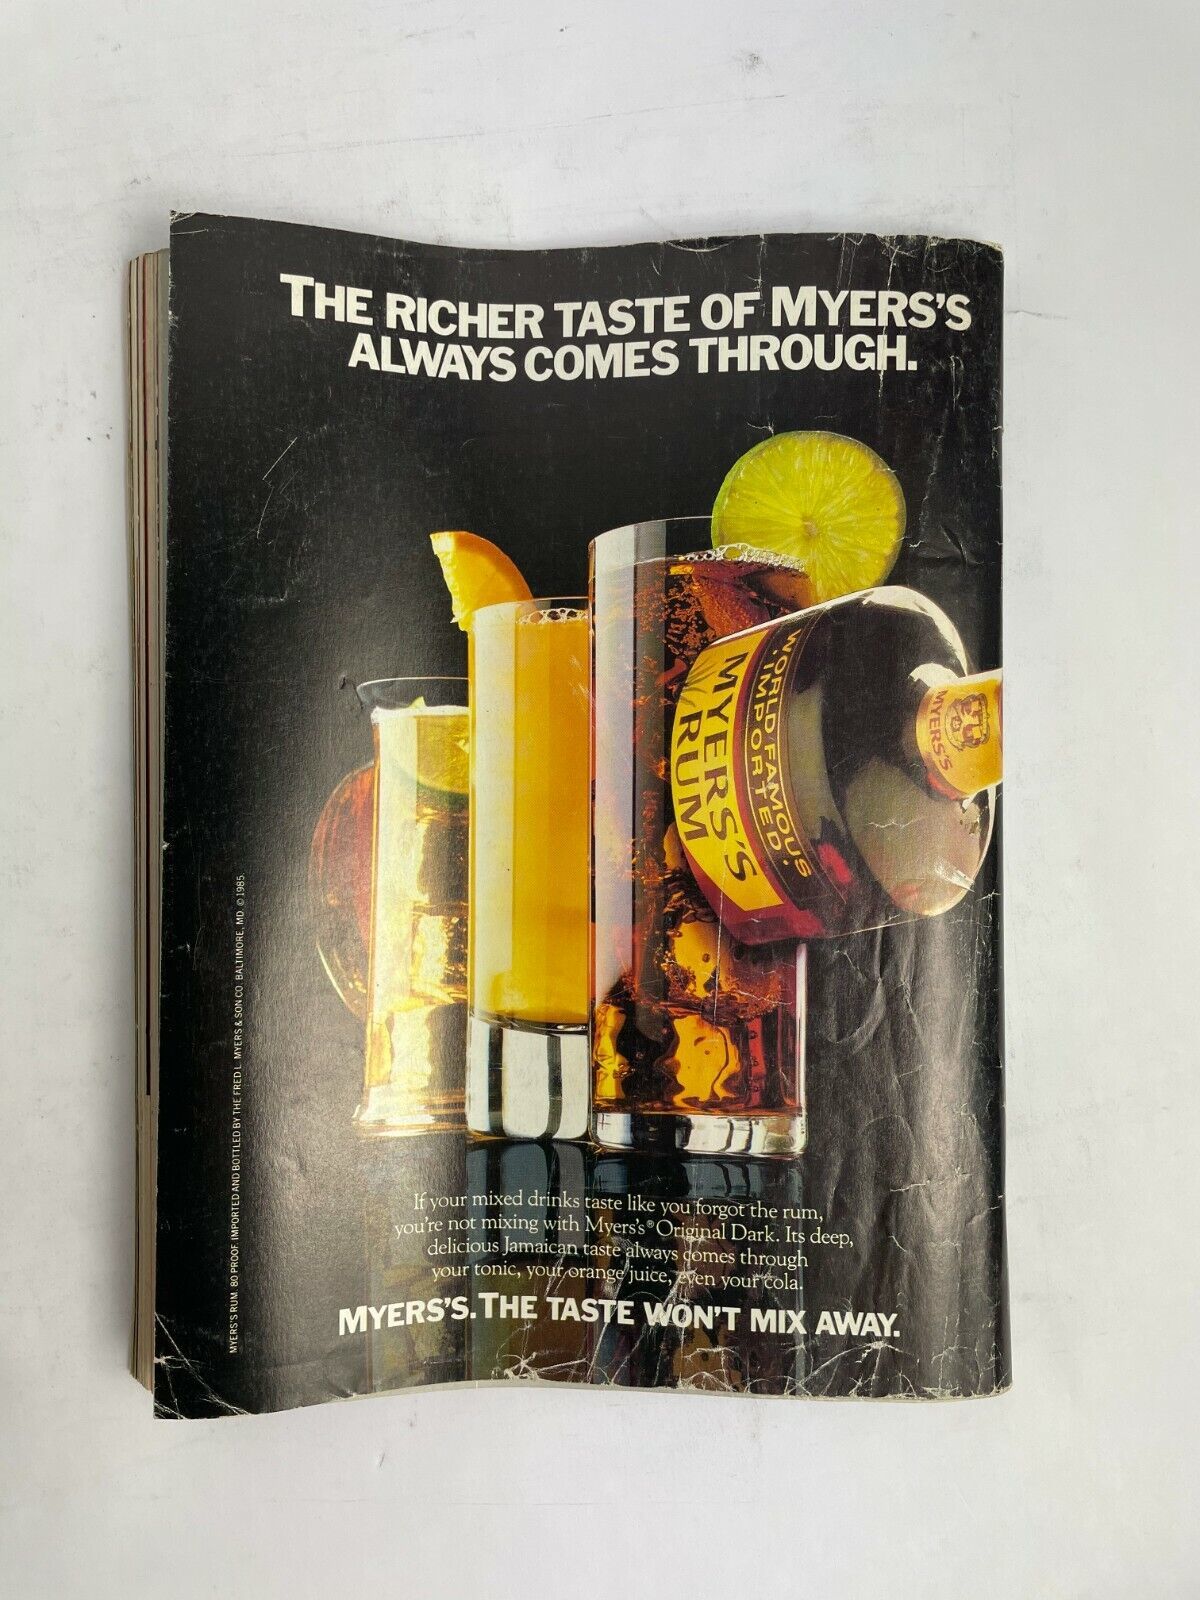 THE RICHER TASTE OF MYERS'S
ALWAYS COMES THROUGH.
WORLD FAMOUS
· IMPORTED ·
MYERS'S
RUM
MYERS'S
MYERS'S RUM. 80 PROOF. IMPORTED AND BOTTLED BY THE FRED L. MYERS & SON CO. BALTIMORE, MD. © 1985.
If your mixed drinks taste like you forgot the rum,
you're not mixing with Myers's® Original Dark. Its deep,
delicious Jamaican taste always comes through
your tonic, your orange juice, even your cola.
MYERS'S. THE TASTE WON'T MIX AWAY.